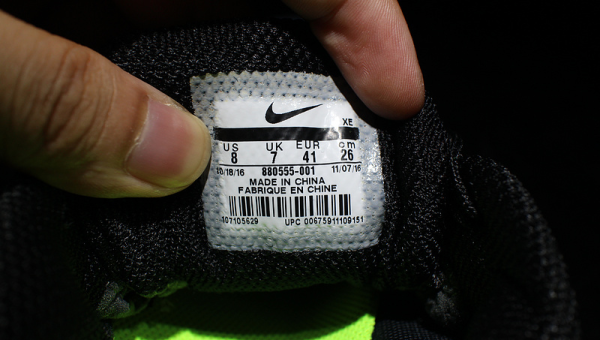 XE
US UK EUR cm
8 7 41 26
/18/16 880555-001 11/07/16
MADE IN CHINA
FABRIQUE EN CHINE
107105629 UPC 00675911109151